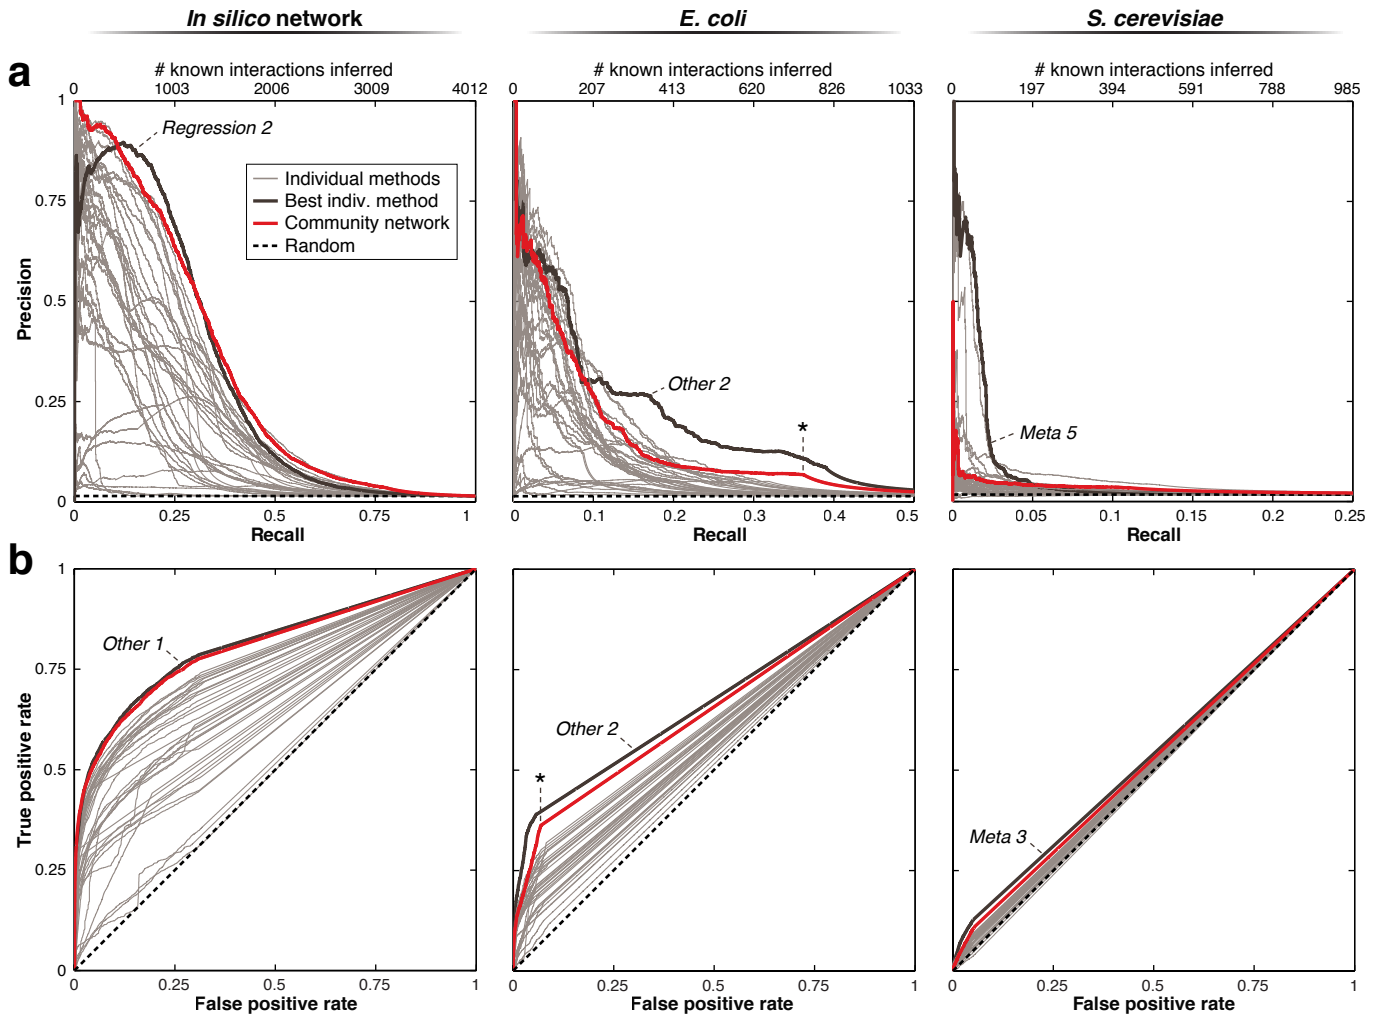 In silico network
E. coli
S. cerevisiae
a
# known interactions inferred
0 1003 2006 3009 4012
# known interactions inferred
0 207 413 620 826 1033
# known interactions inferred
0 197 394 591 788 985
Precision
1
0.75
0.5
0.25
0
Regression 2
Individual methods
Best indiv. method
Community network
Random
Other 2
*
Meta 5
0 0.25 0.5 0.75 1
Recall
0 0.1 0.2 0.3 0.4 0.5
Recall
0 0.05 0.1 0.15 0.2 0.25
Recall
b
True positive rate
1
0.75
0.5
0.25
0
Other 1
Other 2
*
Meta 3
0 0.25 0.5 0.75 1
False positive rate
0 0.25 0.5 0.75 1
False positive rate
0 0.25 0.5 0.75 1
False positive rate